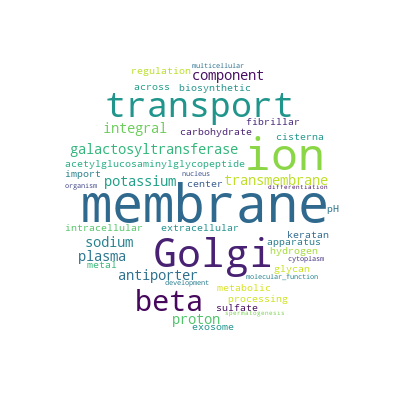 multicellular
regulation component
across biosynthetic
transport
fibrillar
integral carbohydrate cisterna
galactosyltransferase ion
acetylglucosaminylglycopeptide
import nucleus
potassium center transmembrane
organism differentiation
membrane pH
intracellular extracellular keratan
sodium Golgi apparatus
plasma hydrogen
metal cytoplasm
antiporter glycan
molecular_function
development metabolic
beta processing
sulfate
proton spermatogenesis
exosome